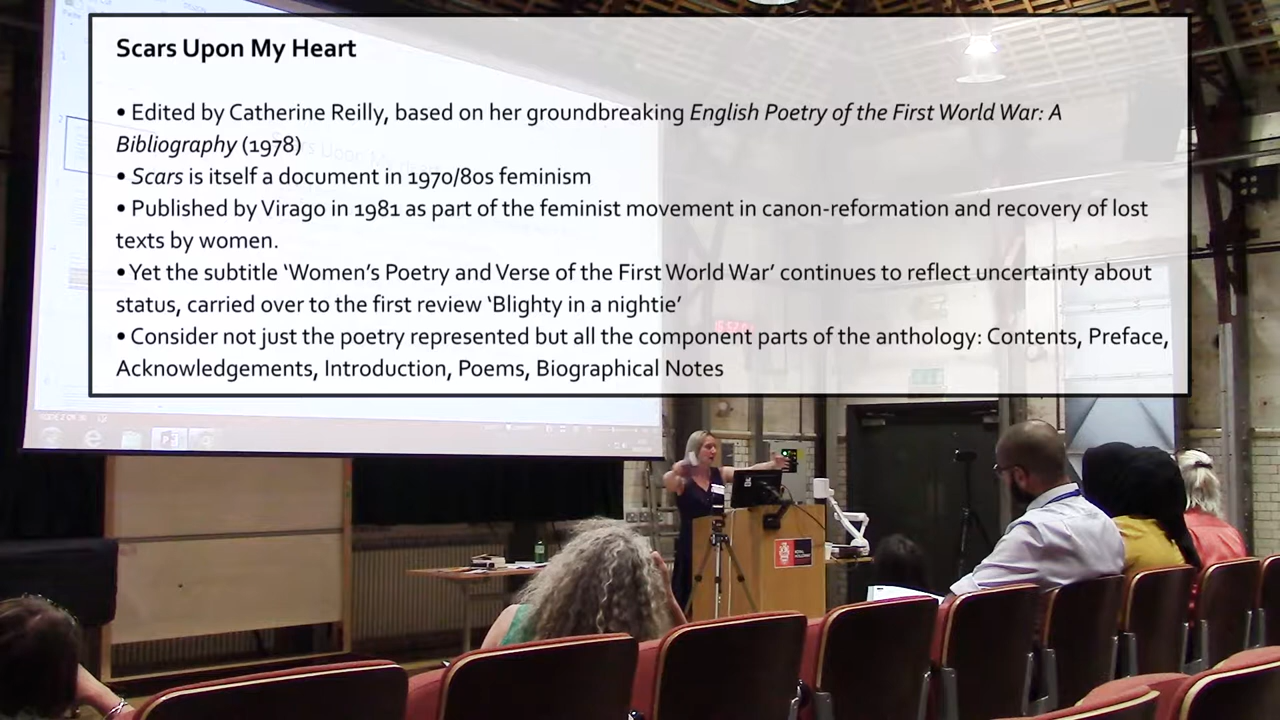 Scars Upon My Heart
• Edited by Catherine Reilly, based on her groundbreaking English Poetry of the First World War: A
Bibliography (1978)
• Scars is itself a document in 1970/80s feminism
• Published by Virago in 1981 as part of the feminist movement in canon-reformation and recovery of lost
texts by women.
• Yet the subtitle ‘Women’s Poetry and Verse of the First World War’ continues to reflect uncertainty about
status, carried over to the first review ‘Blighty in a nightie’
• Consider not just the poetry represented but all the component parts of the anthology: Contents, Preface,
Acknowledgements, Introduction, Poems, Biographical Notes
ROYAL
HOLLOWAY